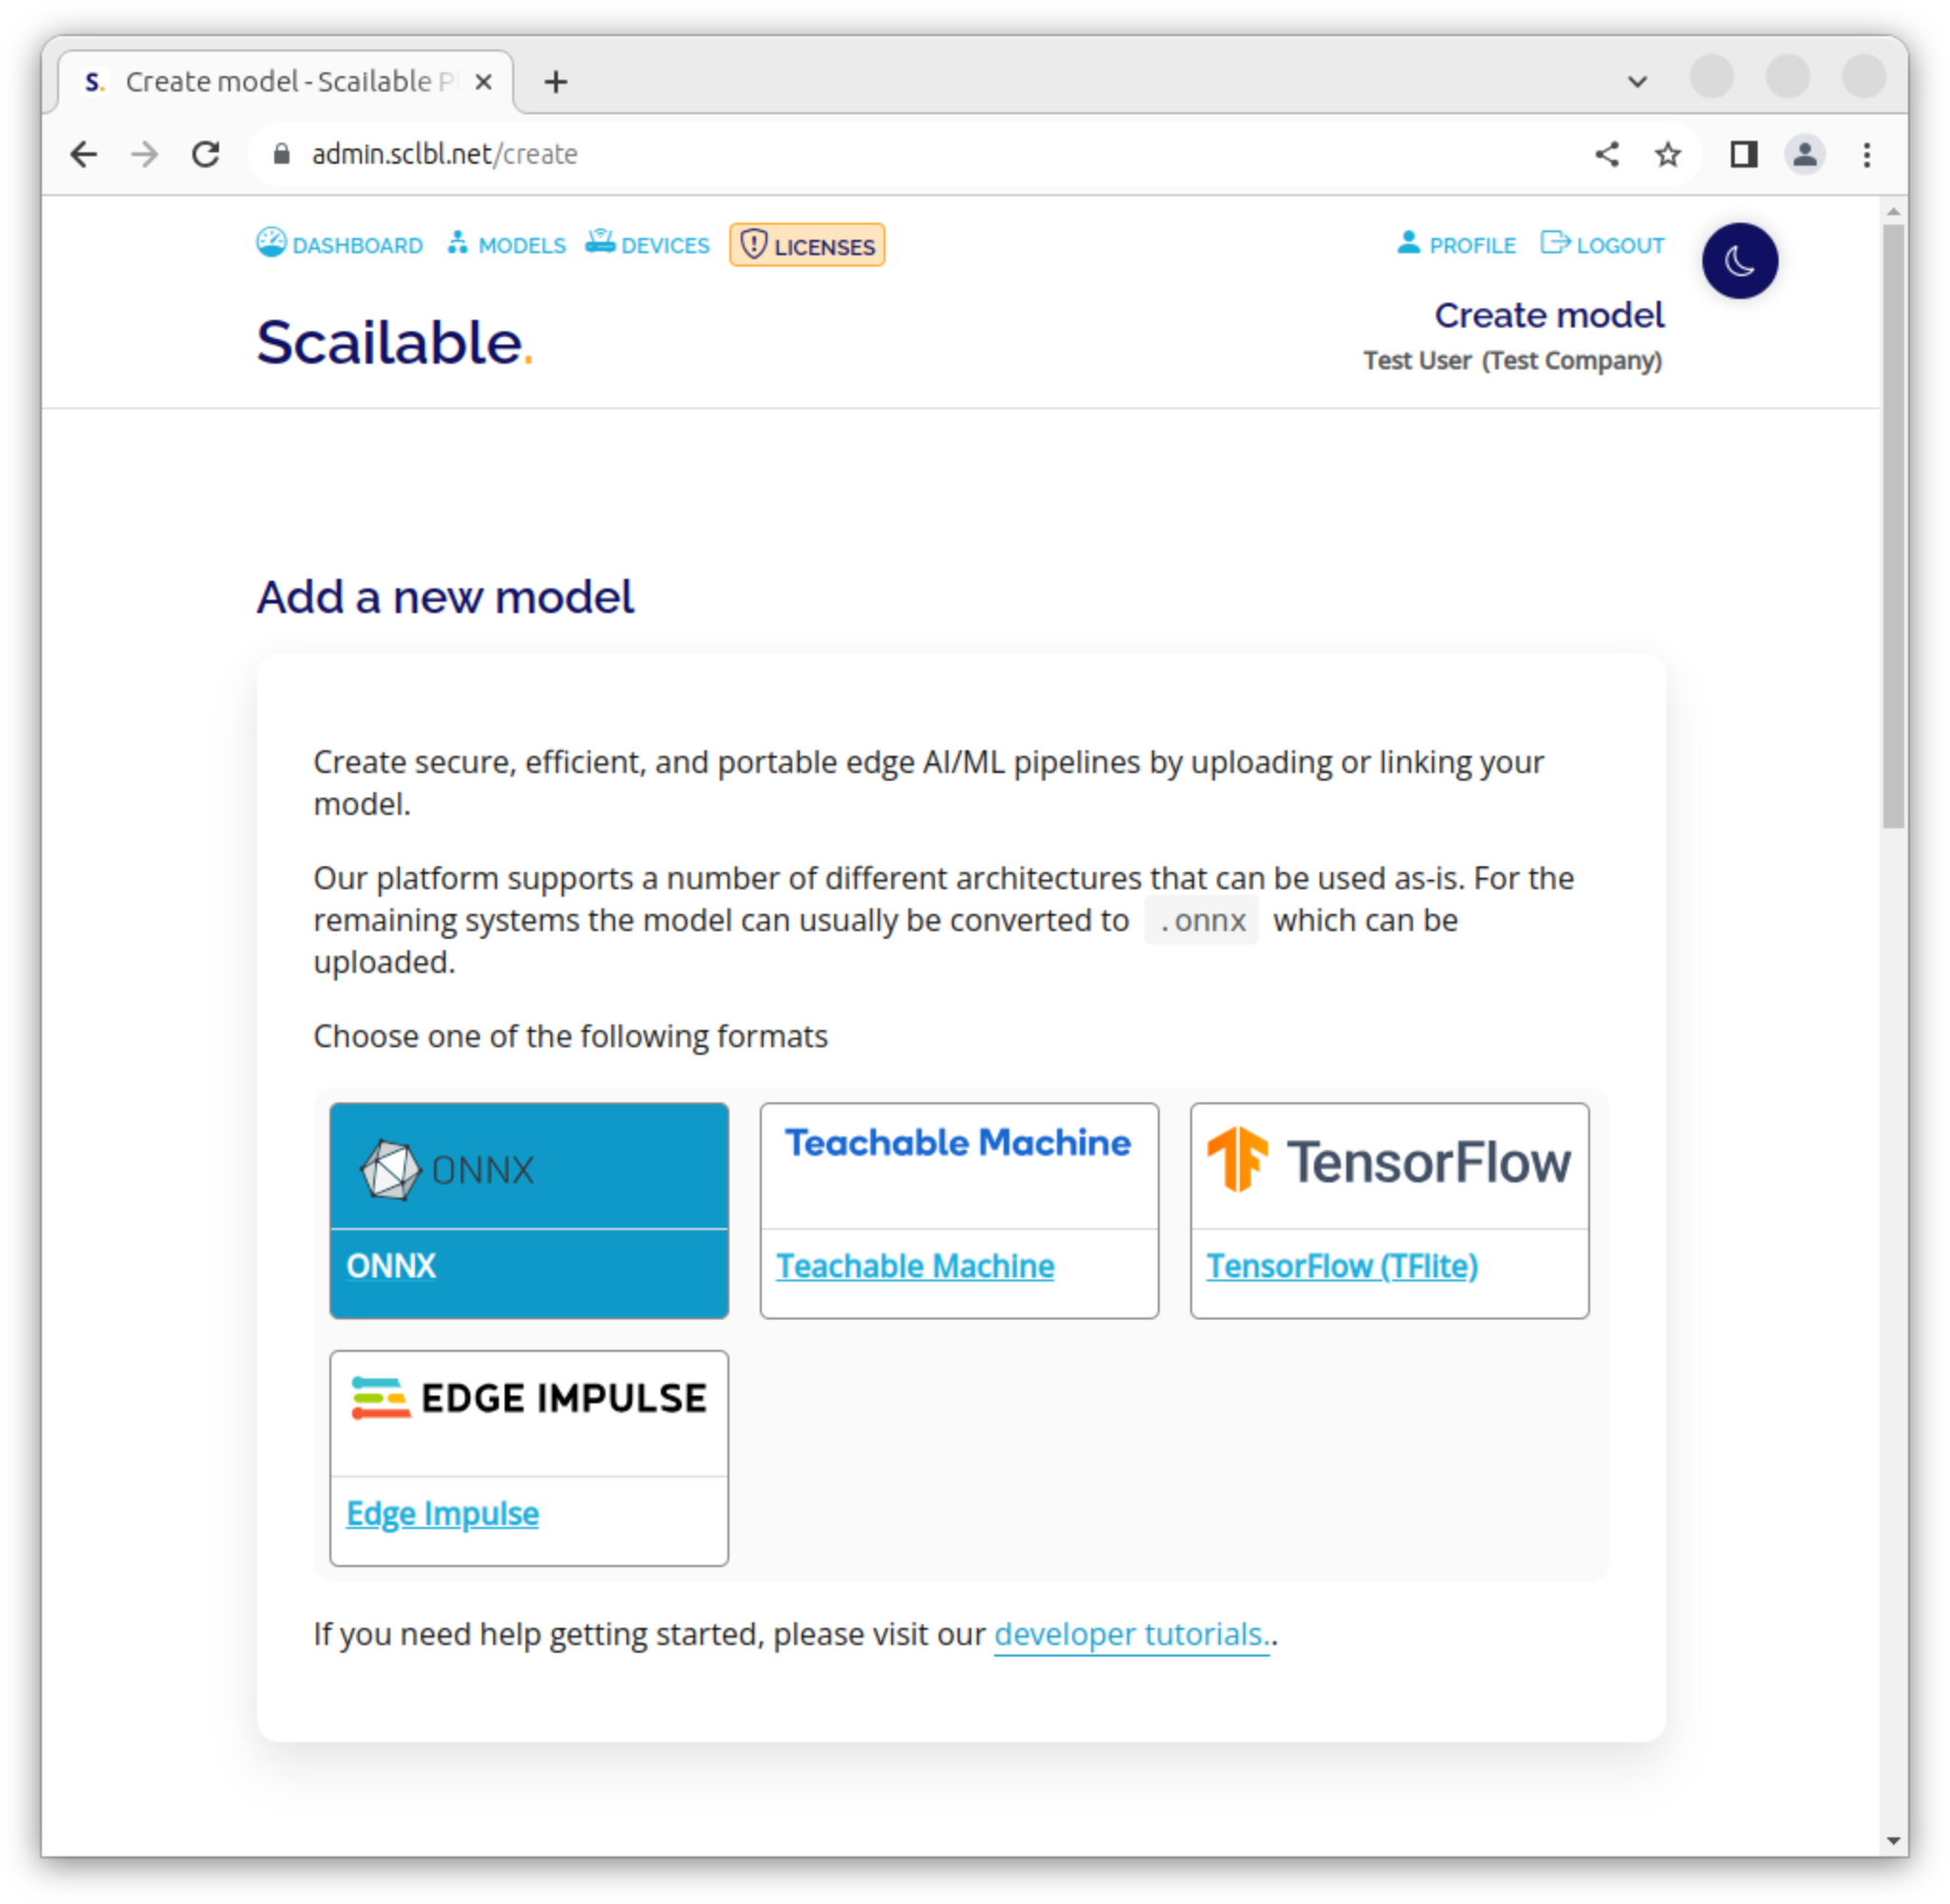 S. Create model - Scailable P
admin.sclbl.net/create
DASHBOARD MODELS DEVICES LICENSES PROFILE LOGOUT
Scailable.
Create model
Test User (Test Company)
Add a new model
Create secure, efficient, and portable edge AI/ML pipelines by uploading or linking your
model.
Our platform supports a number of different architectures that can be used as-is. For the
remaining systems the model can usually be converted to .onnx which can be
uploaded.
Choose one of the following formats
ONNX
ONNX
Teachable Machine
Teachable Machine
TensorFlow
TensorFlow (TFlite)
EDGE IMPULSE
Edge Impulse
If you need help getting started, please visit our developer tutorials..